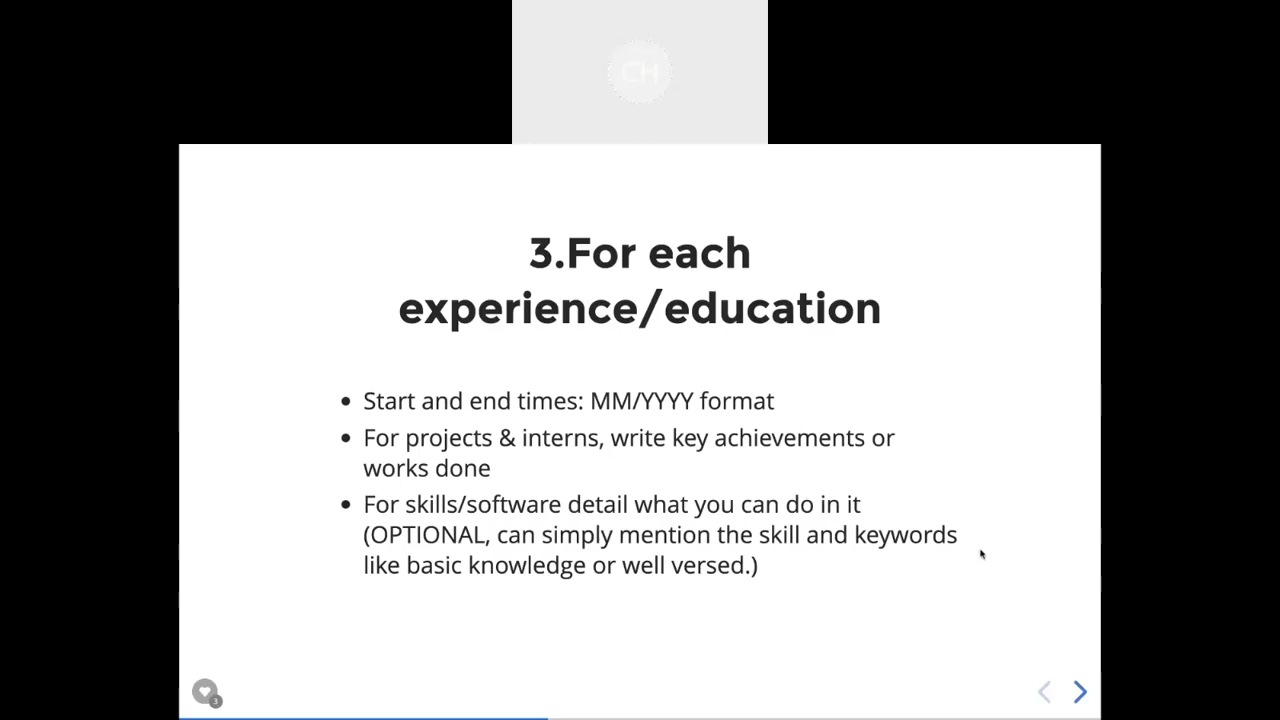 CH
3.For each
experience/education
• Start and end times: MM/YYYY format
• For projects & interns, write key achievements or
works done
• For skills/software detail what you can do in it
(OPTIONAL, can simply mention the skill and keywords
like basic knowledge or well versed.)
3